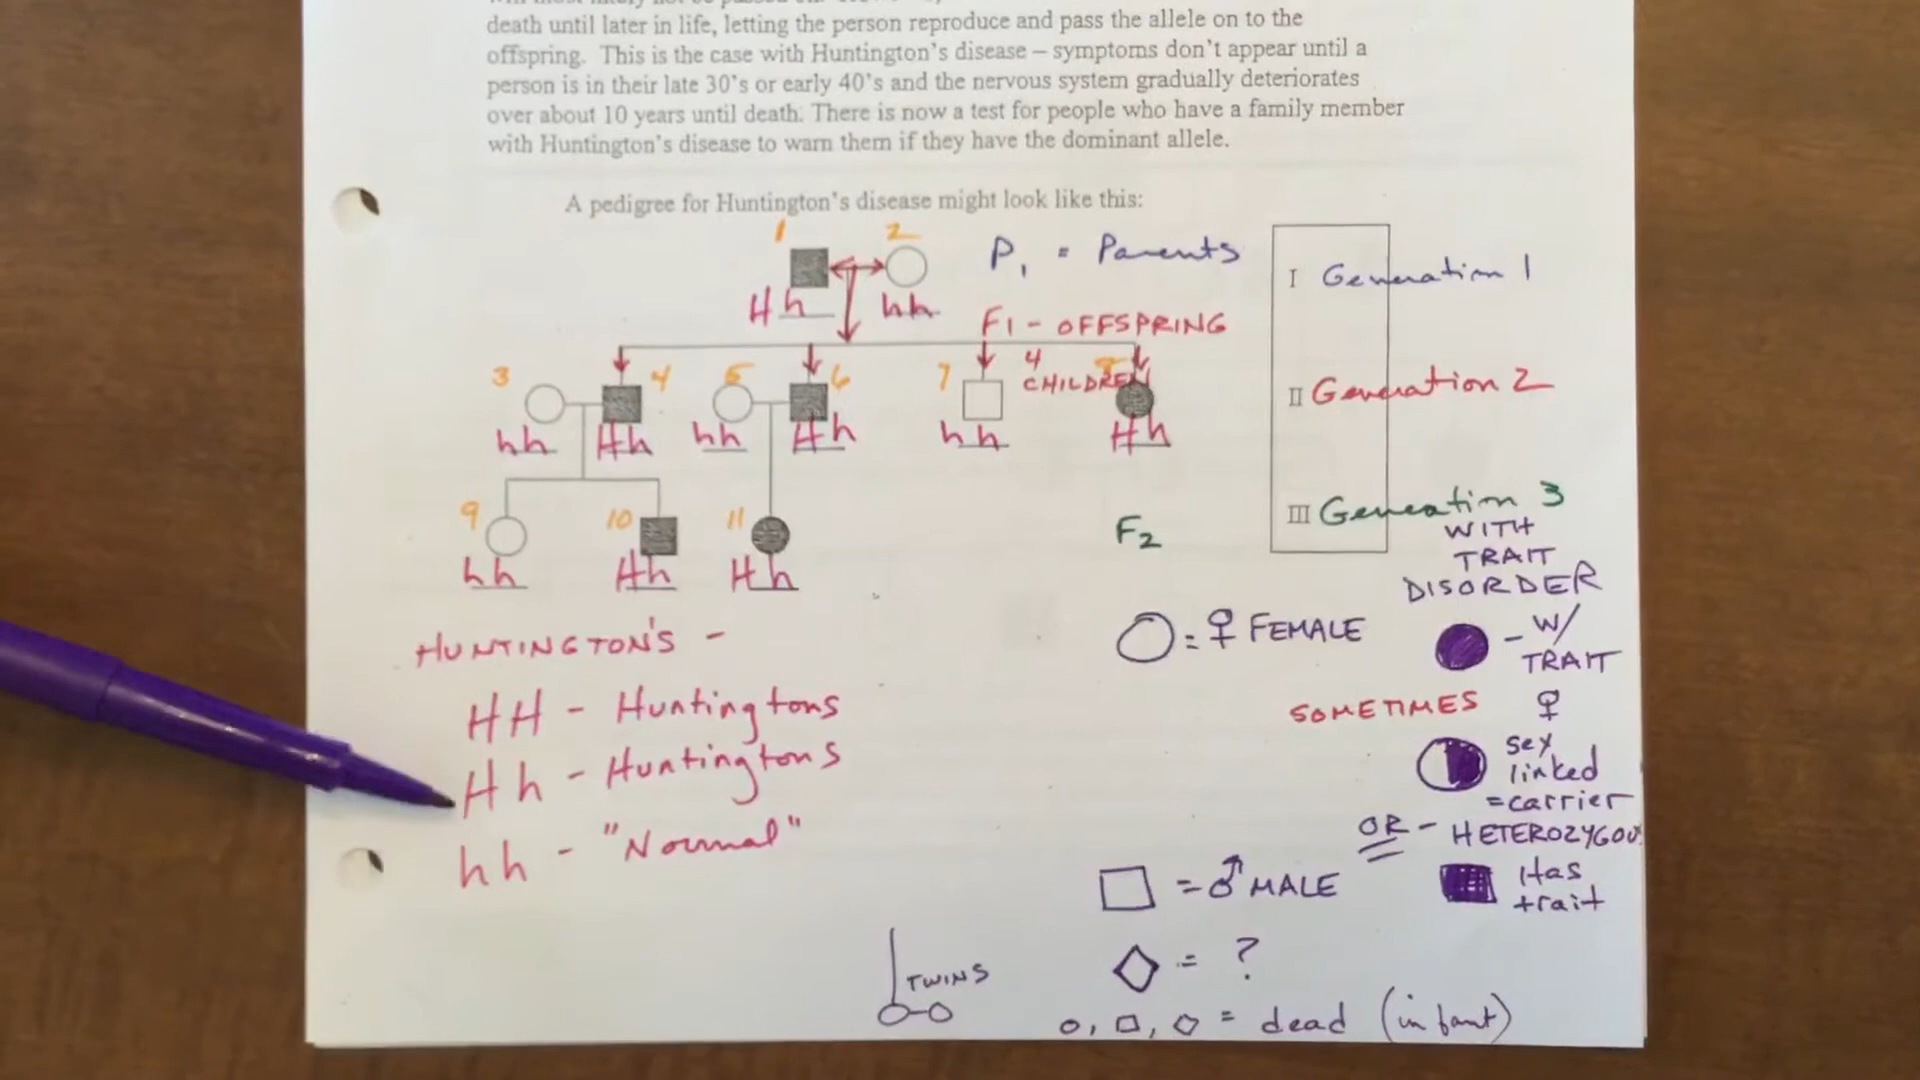 death until later in life, letting the person reproduce and pass the allele on to the
offspring. This is the case with Huntington's disease – symptoms don't appear until a
person is in their late 30's or early 40's and the nervous system gradually deteriorates
over about 10 years until death. There is now a test for people who have a family member
with Huntington's disease to warn them if they have the dominant allele.
A pedigree for Huntington's disease might look like this:
1 2
P1 = Parents
I Generation 1
Hh hh
F1 - OFFSPRING
4 CHILDREN
3 4 5 6 7
II Generation 2
hh Hh hh Hh hh Hh
9 10 11
F2
III Generation 3
hh Hh Hh
WITH
TRAIT
DISORDER
= ♀ FEMALE
- W/
TRAIT
HUNTINGTON'S -
HH - Huntingtons
Hh - Huntingtons
hh - "Normal"
SOMETIMES ♀
sex
linked
= carrier
OR - HETEROZYGOU
= ♂ MALE
Has
trait
= ?
TWINS
= dead (infant)